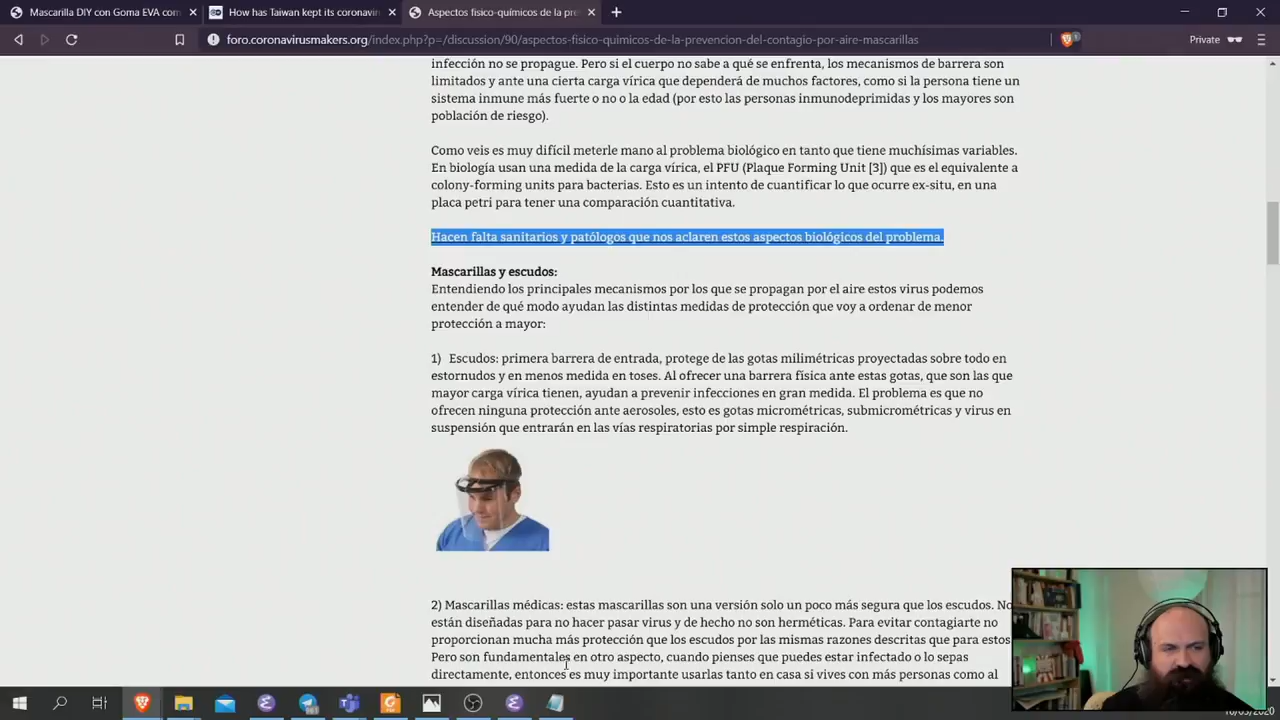 Mascarilla DIY con Goma EVA com
How has Taiwan kept its coronavir
Aspectos físico-químicos de la pre
foro.coronavirusmakers.org/index.php?p=/discussion/90/aspectos-fisico-quimicos-de-la-prevencion-del-contagio-por-aire-mascarillas
Private
infección no se propague. Pero si el cuerpo no sabe a qué se enfrenta, los mecanismos de barrera son
limitados y ante una cierta carga vírica que dependerá de muchos factores, como si la persona tiene un
sistema inmune más fuerte o no o la edad (por esto las personas inmunodeprimidas y los mayores son
población de riesgo).
Como veis es muy difícil meterle mano al problema biológico en tanto que tiene muchísimas variables.
En biología usan una medida de la carga vírica, el PFU (Plaque Forming Unit [3]) que es el equivalente a
colony-forming units para bacterias. Esto es un intento de cuantificar lo que ocurre ex-situ, en una
placa petri para tener una comparación cuantitativa.
Hacen falta sanitarios y patólogos que nos aclaren estos aspectos biológicos del problema.
Mascarillas y escudos:
Entendiendo los principales mecanismos por los que se propagan por el aire estos virus podemos
entender de qué modo ayudan las distintas medidas de protección que voy a ordenar de menor
protección a mayor:
1) Escudos: primera barrera de entrada, protege de las gotas milimétricas proyectadas sobre todo en
estornudos y en menos medida en toses. Al ofrecer una barrera física ante estas gotas, que son las que
mayor carga vírica tienen, ayudan a prevenir infecciones en gran medida. El problema es que no
ofrecen ninguna protección ante aerosoles, esto es gotas micrométricas, submicrométricas y virus en
suspensión que entrarán en las vías respiratorias por simple respiración.
2) Mascarillas médicas: estas mascarillas son una versión solo un poco más segura que los escudos. No
están diseñadas para no hacer pasar virus y de hecho no son herméticas. Para evitar contagiarte no
proporcionan mucha más protección que los escudos por las mismas razones descritas que para estos
Pero son fundamentales en otro aspecto, cuando pienses que puedes estar infectado o lo sepas
directamente, entonces es muy importante usarlas tanto en casa si vives con más personas como al